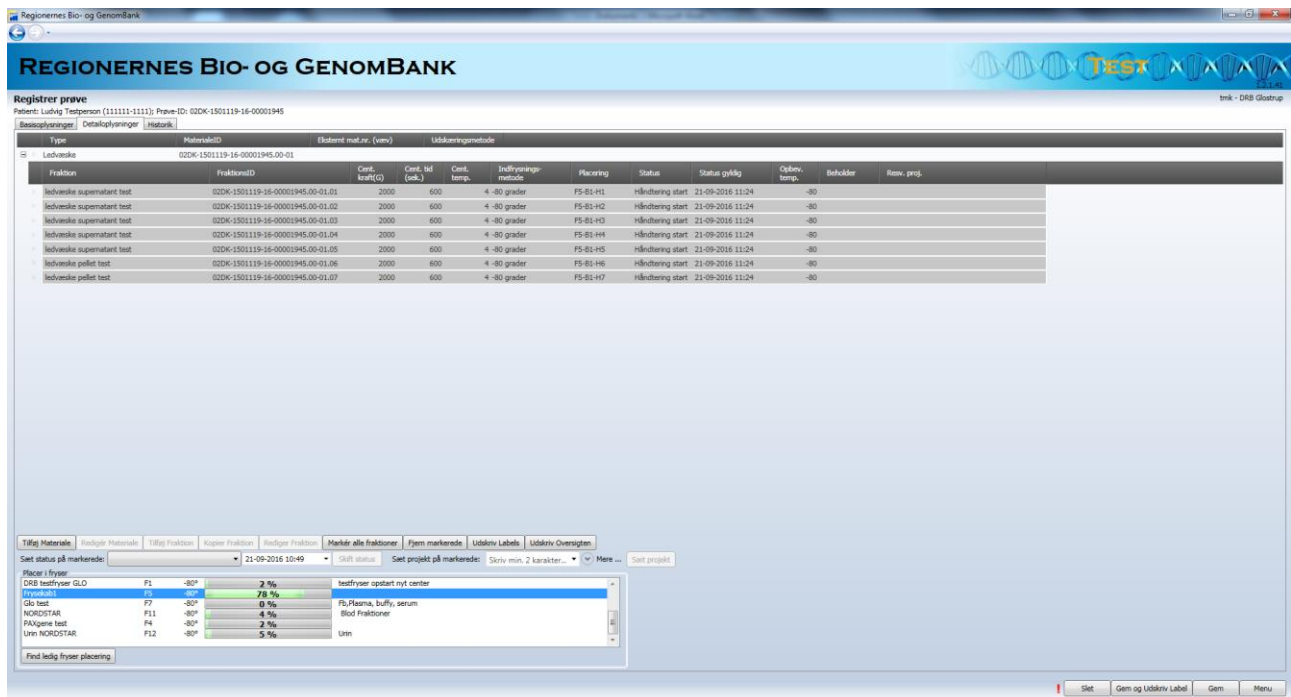 Regionernes Bio- og GenomBank
REGIONERNES BIO- OG GENOMBANK
TEST
1.3.1.41
Registrer prøve
tmk - DRB Glostrup
Patient: Ludvig Testperson (111111-1111); Prøve-ID: 02DK-1501119-16-00001945
Basisoplysninger Detailoplysninger Historik
Type MaterialeID Eksternt mat.nr. (væv) Udskæringsmetode
Ledvæske 02DK-1501119-16-00001945.00-01
Fraktion FraktionsID Cent. kraft(G) Cent. tid (sek.) Cent. temp. Indfrysnings-metode Placering Status Status gyldig Opbev. temp. Beholder Resv. proj.
ledvæske supernatant test 02DK-1501119-16-00001945.00-01.01 2000 600 4 -80 grader F5-B1-H1 Håndtering start 21-09-2016 11:24 -80
ledvæske supernatant test 02DK-1501119-16-00001945.00-01.02 2000 600 4 -80 grader F5-B1-H2 Håndtering start 21-09-2016 11:24 -80
ledvæske supernatant test 02DK-1501119-16-00001945.00-01.03 2000 600 4 -80 grader F5-B1-H3 Håndtering start 21-09-2016 11:24 -80
ledvæske supernatant test 02DK-1501119-16-00001945.00-01.04 2000 600 4 -80 grader F5-B1-H4 Håndtering start 21-09-2016 11:24 -80
ledvæske supernatant test 02DK-1501119-16-00001945.00-01.05 2000 600 4 -80 grader F5-B1-H5 Håndtering start 21-09-2016 11:24 -80
ledvæske pellet test 02DK-1501119-16-00001945.00-01.06 2000 600 4 -80 grader F5-B1-H6 Håndtering start 21-09-2016 11:24 -80
ledvæske pellet test 02DK-1501119-16-00001945.00-01.07 2000 600 4 -80 grader F5-B1-H7 Håndtering start 21-09-2016 11:24 -80
Tilføj Materiale Redigér Materiale Tilføj Fraktion Kopier Fraktion Rediger Fraktion Markér alle fraktioner Fjern markerede Udskriv Labels Udskriv Oversigten
Sæt status på markerede: 21-09-2016 10:49 Skift status Sæt projekt på markerede: Skriv min. 2 karakter... Mere ... Sæt projekt
Placer i fryser
DRB testfryser GLO F1 -80° 2 % testfryser opstart nyt center
Fryseskab1 F5 -80° 78 %
Glo test F7 -80° 0 % Fb,Plasma, buffy, serum
NORDSTAR F11 -80° 4 % Blod Fraktioner
PAXgene test F4 -80° 2 %
Urin NORDSTAR F12 -80° 5 % Urin
Find ledig fryser placering
! Slet Gem og Udskriv Label Gem Menu